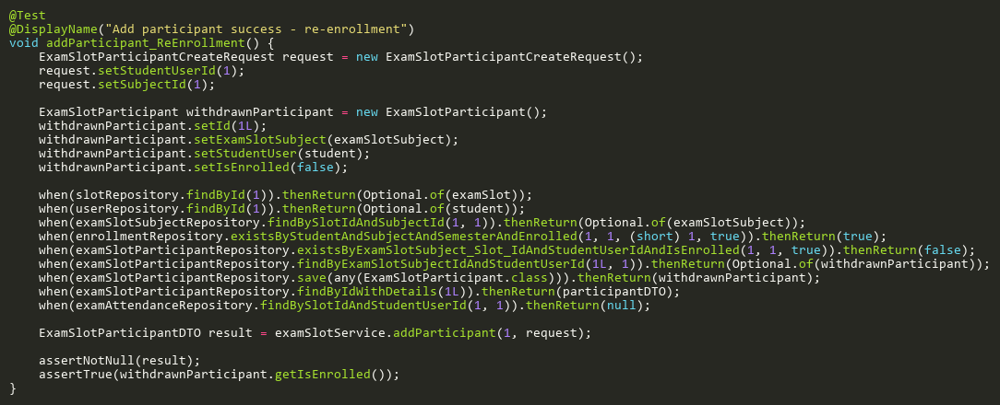 @Test
@DisplayName("Add participant success - re-enrollment")
void addParticipant_ReEnrollment() {
    ExamSlotParticipantCreateRequest request = new ExamSlotParticipantCreateRequest();
    request.setStudentUserId(1);
    request.setSubjectId(1);

    ExamSlotParticipant withdrawnParticipant = new ExamSlotParticipant();
    withdrawnParticipant.setId(1L);
    withdrawnParticipant.setExamSlotSubject(examSlotSubject);
    withdrawnParticipant.setStudentUser(student);
    withdrawnParticipant.setIsEnrolled(false);

    when(slotRepository.findById(1)).thenReturn(Optional.of(examSlot));
    when(userRepository.findById(1)).thenReturn(Optional.of(student));
    when(examSlotSubjectRepository.findBySlotIdAndSubjectId(1, 1)).thenReturn(Optional.of(examSlotSubject));
    when(enrollmentRepository.existsByStudentAndSubjectAndSemesterAndEnrolled(1, 1, (short) 1, true)).thenReturn(true);
    when(examSlotParticipantRepository.existsByExamSlotSubject_Slot_IdAndStudentUserIdAndIsEnrolled(1, 1, true)).thenReturn(false);
    when(examSlotParticipantRepository.findByExamSlotSubjectIdAndStudentUserId(1L, 1)).thenReturn(Optional.of(withdrawnParticipant));
    when(examSlotParticipantRepository.save(any(ExamSlotParticipant.class))).thenReturn(withdrawnParticipant);
    when(examSlotParticipantRepository.findByIdWithDetails(1L)).thenReturn(participantDTO);
    when(examAttendanceRepository.findBySlotIdAndStudentUserId(1, 1)).thenReturn(null);

    ExamSlotParticipantDTO result = examSlotService.addParticipant(1, request);

    assertNotNull(result);
    assertTrue(withdrawnParticipant.getIsEnrolled());
}